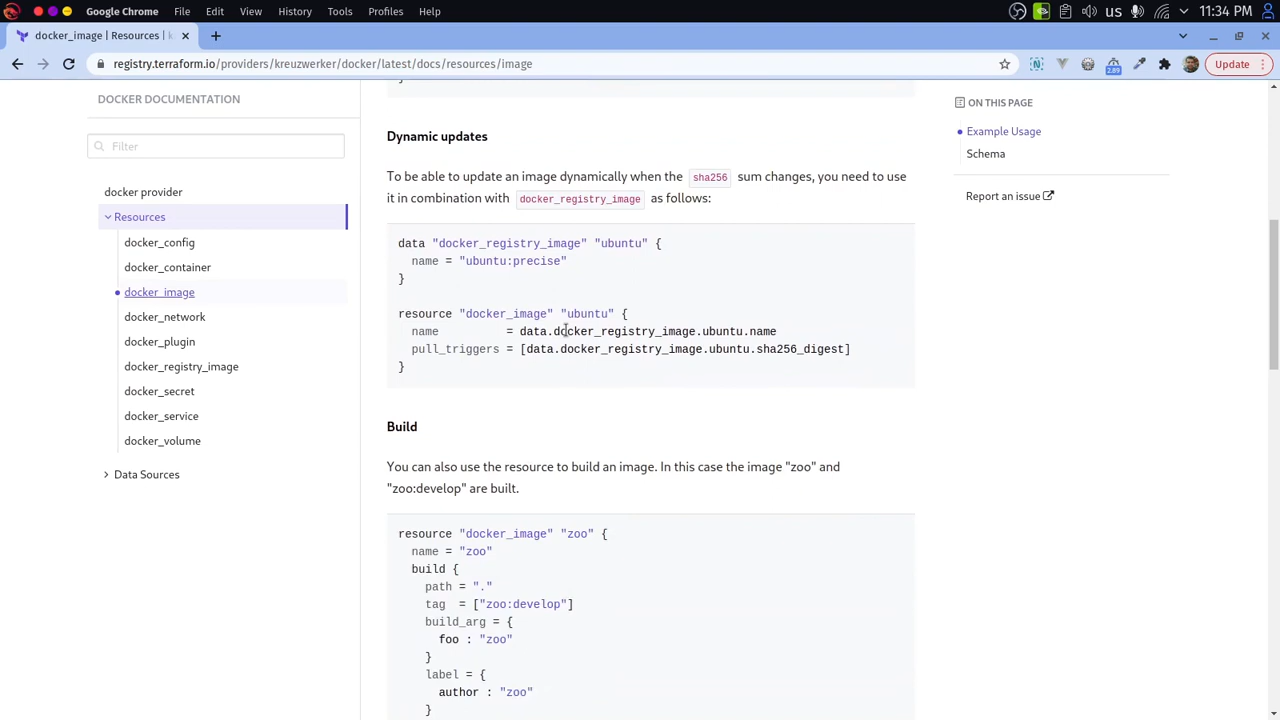 Google Chrome File Edit View History Tools Profiles Help us 11:34 PM
docker_image | Resources | k
registry.terraform.io/providers/kreuzwerker/docker/latest/docs/resources/image 2.89 Update
DOCKER DOCUMENTATION
Filter
docker provider
Resources
docker_config
docker_container
docker_image
docker_network
docker_plugin
docker_registry_image
docker_secret
docker_service
docker_volume
Data Sources
}
Dynamic updates
To be able to update an image dynamically when the sha256 sum changes, you need to use
it in combination with docker_registry_image as follows:
data "docker_registry_image" "ubuntu" {
name = "ubuntu:precise"
}
resource "docker_image" "ubuntu" {
name = data.docker_registry_image.ubuntu.name
pull_triggers = [data.docker_registry_image.ubuntu.sha256_digest]
}
Build
You can also use the resource to build an image. In this case the image "zoo" and
"zoo:develop" are built.
resource "docker_image" "zoo" {
name = "zoo"
build {
path = "."
tag = ["zoo:develop"]
build_arg = {
foo : "zoo"
}
label = {
author : "zoo"
}
ON THIS PAGE
Example Usage
Schema
Report an issue